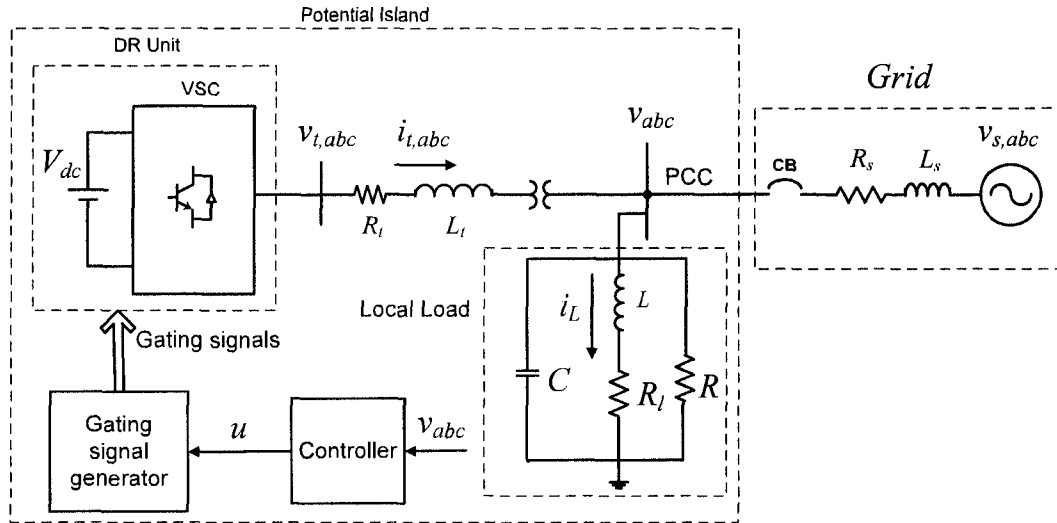 Potential Island
DR Unit
VSC
Grid
V_dc
v_t,abc
i_t,abc
v_abc
v_s,abc
PCC
CB
R_s
L_s
R_t
L_t
Local Load
i_L
L
C
R_l
R
Gating signals
Gating
signal
generator
u
Controller
v_abc